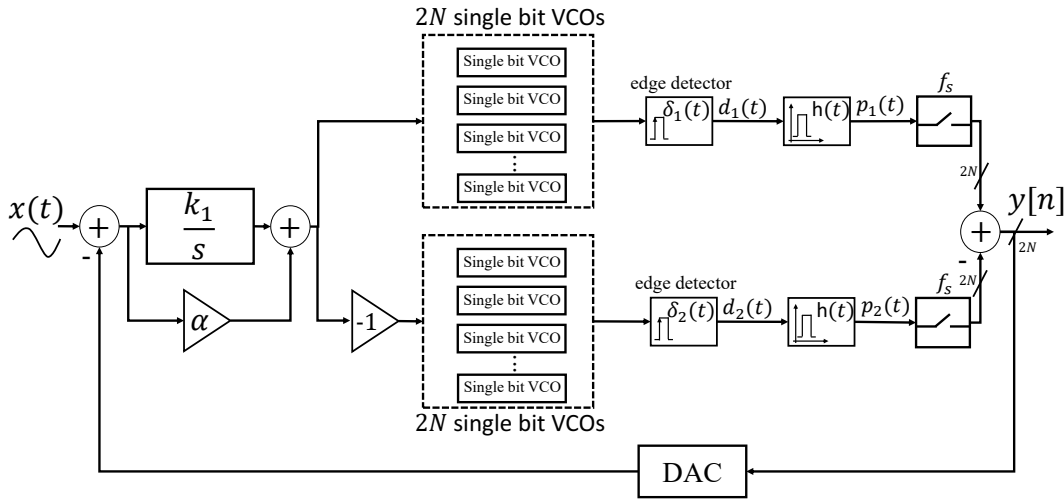 2N single bit VCOs
Single bit VCO
Single bit VCO
Single bit VCO
⋮
Single bit VCO
edge detector
δ₁(t)
d₁(t)
h(t)
p₁(t)
fₛ
2N
x(t)
+
-
k₁
s
+
α
-1
Single bit VCO
Single bit VCO
Single bit VCO
⋮
Single bit VCO
2N single bit VCOs
edge detector
δ₂(t)
d₂(t)
h(t)
p₂(t)
fₛ
2N
-
+
y[n]
2N
DAC